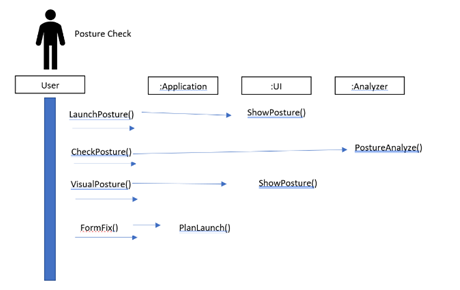 Posture Check
User
:Application
:UI
:Analyzer
LaunchPosture()
ShowPosture()
CheckPosture()
PostureAnalyze()
VisualPosture()
ShowPosture()
FormFix()
PlanLaunch()